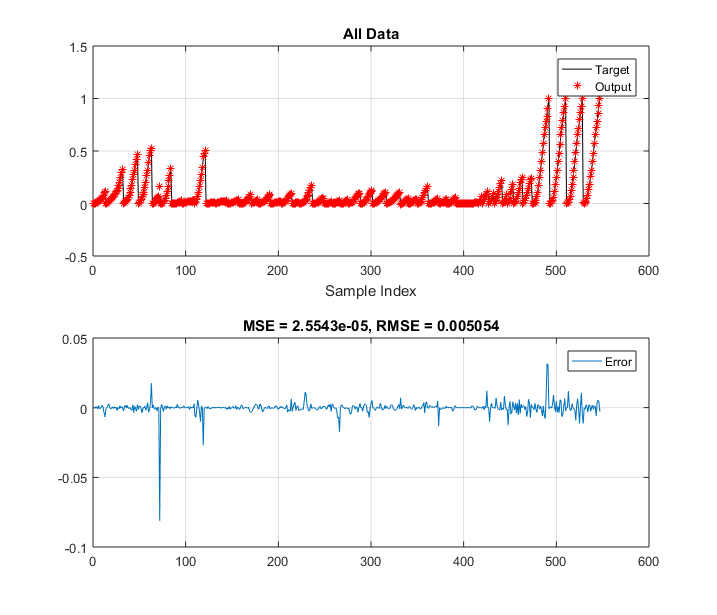 All Data
1.5
1
0.5
0
-0.5
Target
Output
0 100 200 300 400 500 600
Sample Index
MSE = 2.5543e-05, RMSE = 0.005054
0.05
0
-0.05
-0.1
Error
0 100 200 300 400 500 600